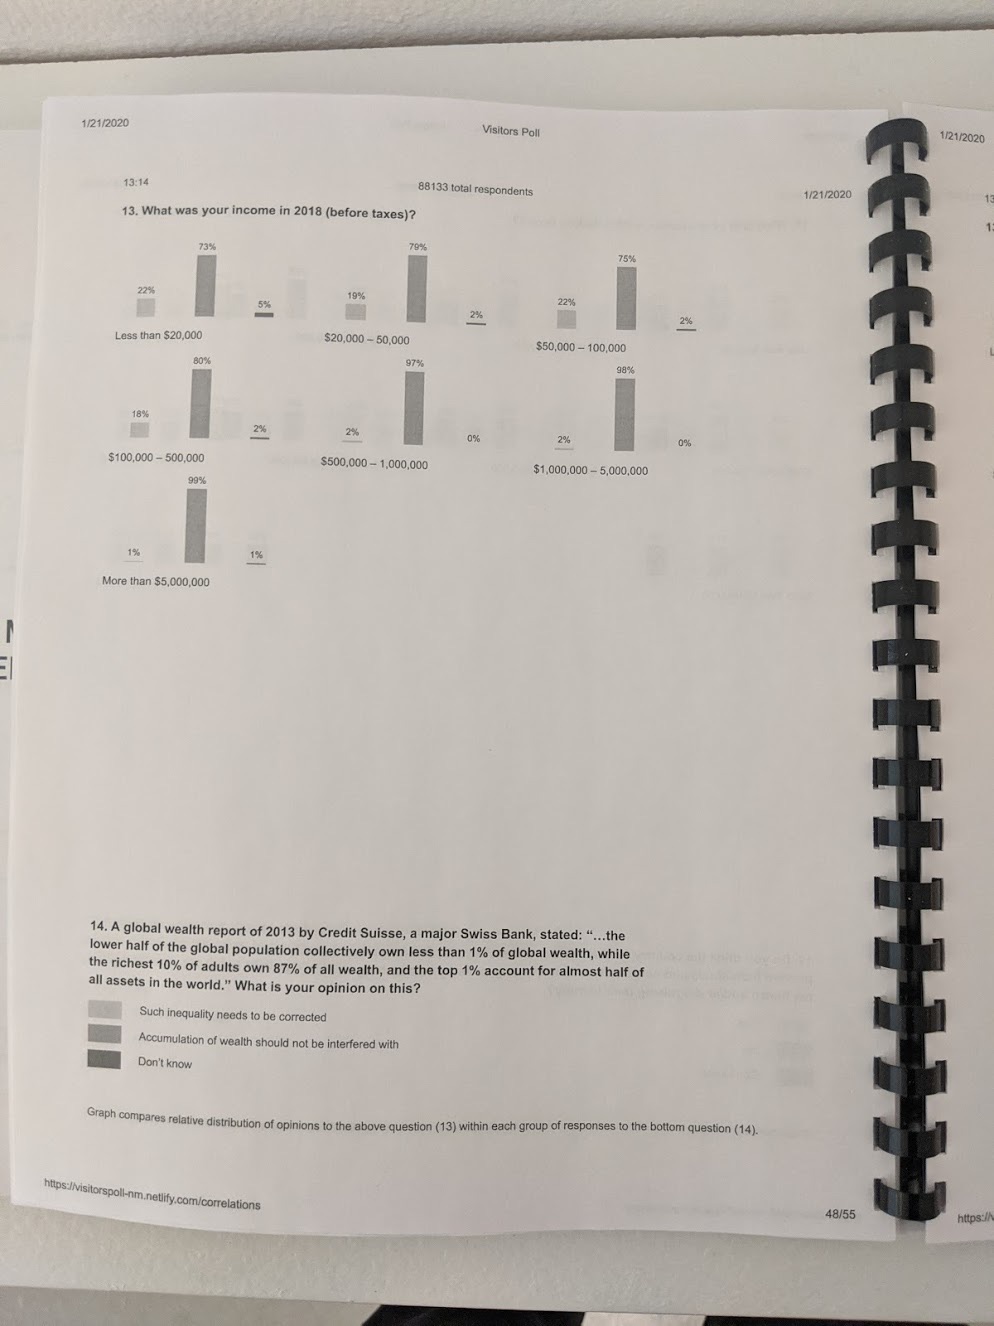 1/21/2020
Visitors Poll
13:14
88133 total respondents
1/21/2020
13. What was your income in 2018 (before taxes)?
22%
73%
5%
Less than $20,000
19%
79%
2%
$20,000 – 50,000
22%
75%
2%
$50,000 – 100,000
18%
80%
2%
$100,000 – 500,000
2%
97%
0%
$500,000 – 1,000,000
2%
98%
0%
$1,000,000 – 5,000,000
1%
99%
1%
More than $5,000,000
14. A global wealth report of 2013 by Credit Suisse, a major Swiss Bank, stated: “...the
lower half of the global population collectively own less than 1% of global wealth, while
the richest 10% of adults own 87% of all wealth, and the top 1% account for almost half of
all assets in the world.” What is your opinion on this?
Such inequality needs to be corrected
Accumulation of wealth should not be interfered with
Don't know
Graph compares relative distribution of opinions to the above question (13) within each group of responses to the bottom question (14).
https://visitorspoll-nm.netlify.com/correlations
48/55
1/21/2020
13
1
https://v